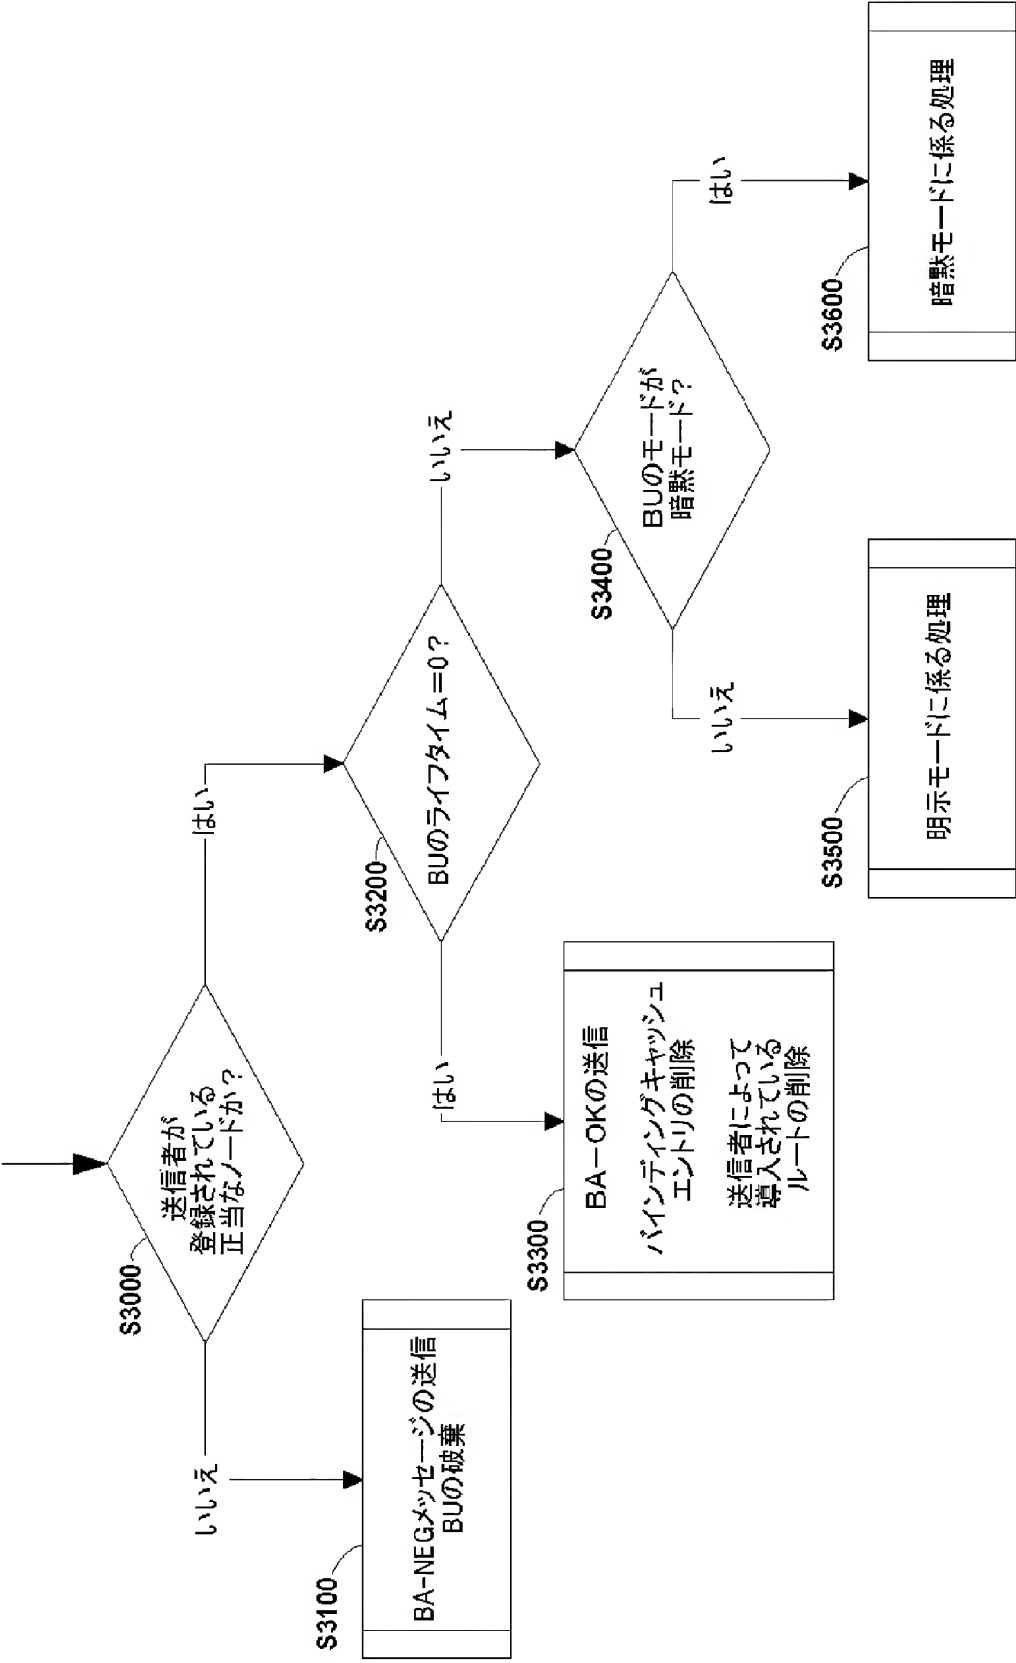 S3000
送信者が
登録されている
正当なノードか？
いいえ
はい
S3100
BA-NEGメッセージの送信
BUの破棄
S3200
BUのライフタイム=0？
はい
いいえ
S3300
BA－OKの送信
バインディングキャッシュ
エントリの削除
送信者によって
導入されている
ルートの削除
S3400
BUのモードが
暗黙モード？
いいえ
はい
S3500
明示モードに係る処理
S3600
暗黙モードに係る処理